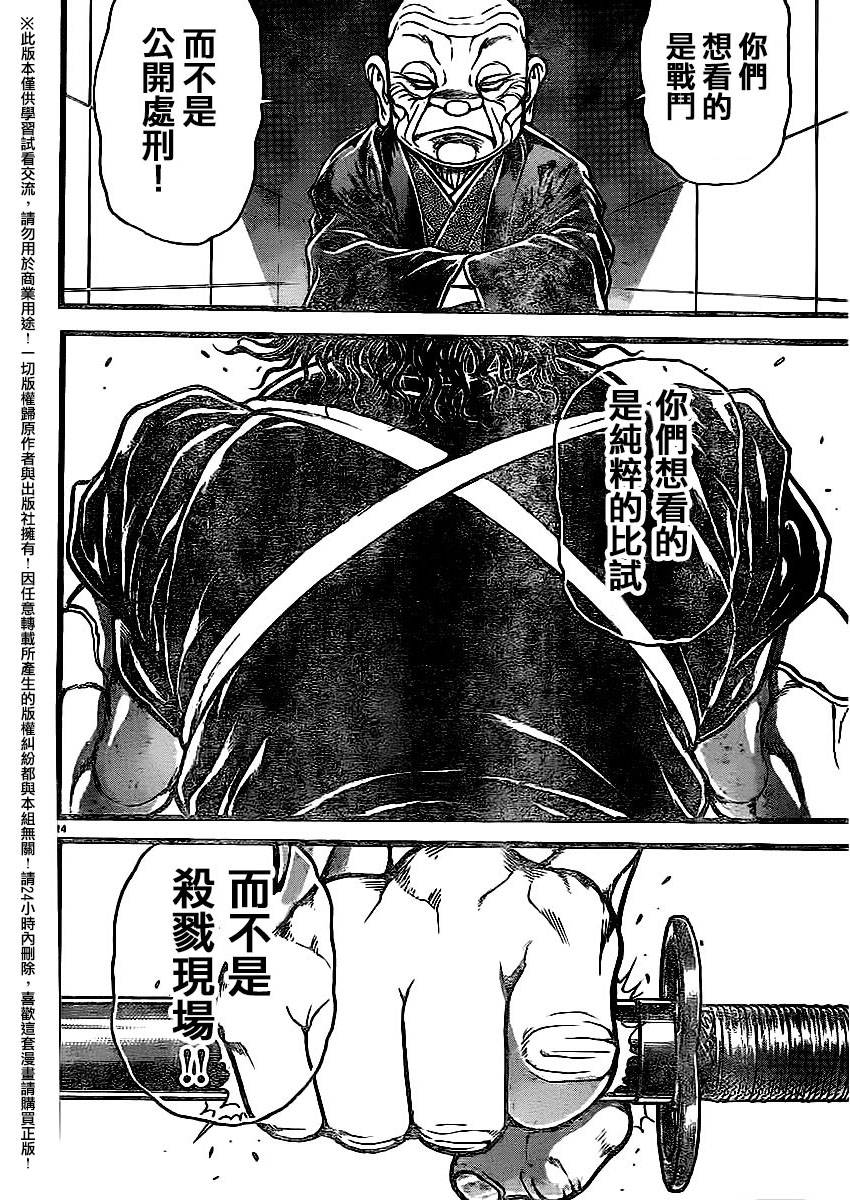 你們
想看的
是戰鬥
而不是
公開處刑！
你們想看的
是純粹的比試
而不是
殺戮現場!!
14
※此版本僅供學習試看交流，請勿用於商業用途！一切版權歸原作者與出版社擁有！因任意轉載所產生的版權糾紛都與本組無關！請24小時內刪除，喜歡這套漫畫請購買正版！